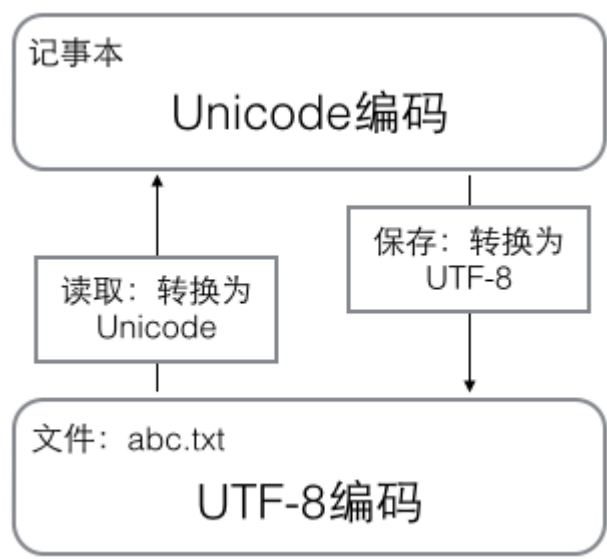 记事本
Unicode编码
保存：转换为
UTF-8
读取：转换为
Unicode
文件：abc.txt
UTF-8编码